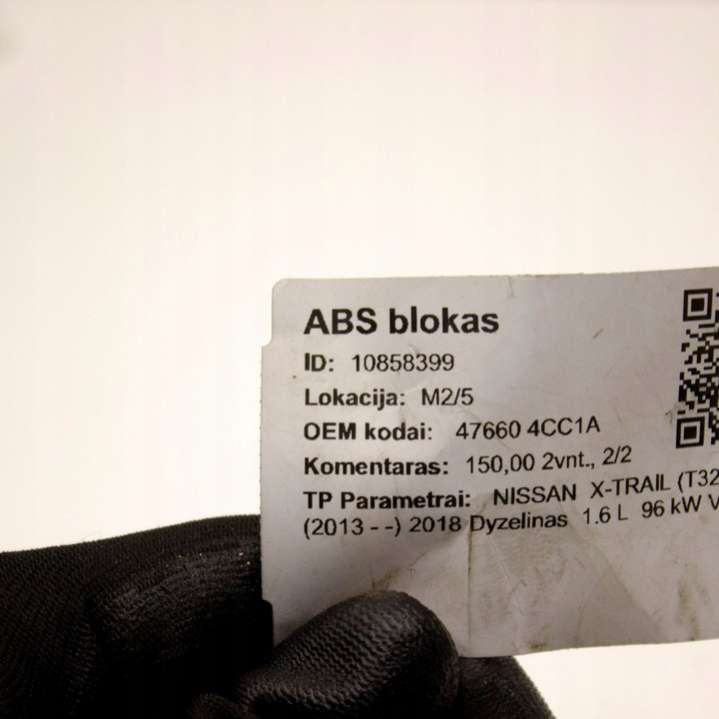 ABS blokas
ID: 10858399
Lokacija: M2/5
OEM kodai: 47660 4CC1A
Komentaras: 150,00 2vnt., 2/2
TP Parametrai: NISSAN X-TRAIL (T32
(2013 - -) 2018 Dyzelinas 1.6 L 96 kW V